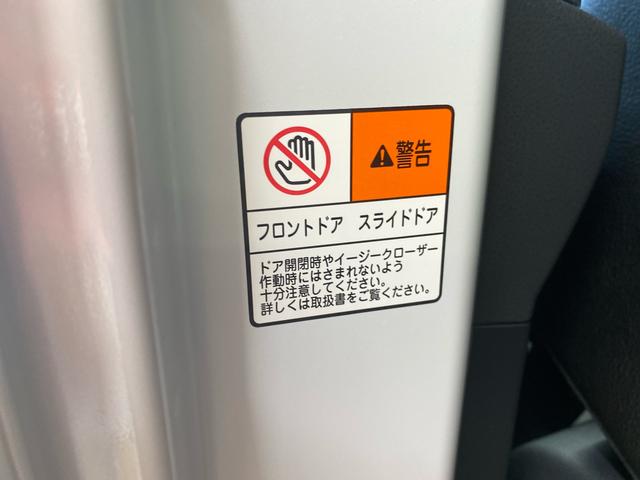 警告
フロントドア スライドドア
ドア開閉時やイージークローザー
作動時にはさまれないよう
十分注意してください。
詳しくは取扱書をご覧ください。